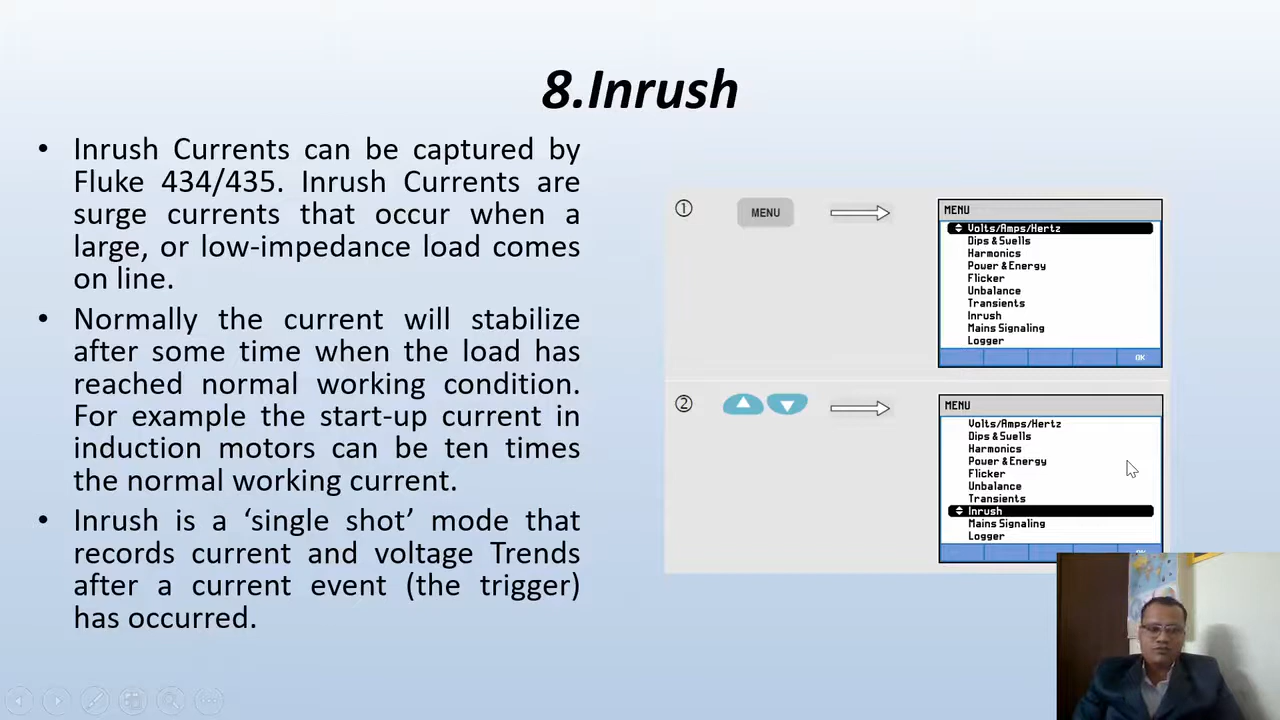 8.Inrush
• Inrush Currents can be captured by
Fluke 434/435. Inrush Currents are
surge currents that occur when a
large, or low-impedance load comes
on line.
• Normally the current will stabilize
after some time when the load has
reached normal working condition.
For example the start-up current in
induction motors can be ten times
the normal working current.
• Inrush is a ‘single shot’ mode that
records current and voltage Trends
after a current event (the trigger)
has occurred.
①
MENU
MENU
Volts/Amps/Hertz
Dips & Swells
Harmonics
Power & Energy
Flicker
Unbalance
Transients
Inrush
Mains Signaling
Logger
OK
②
MENU
Volts/Amps/Hertz
Dips & Swells
Harmonics
Power & Energy
Flicker
Unbalance
Transients
Inrush
Mains Signaling
Logger